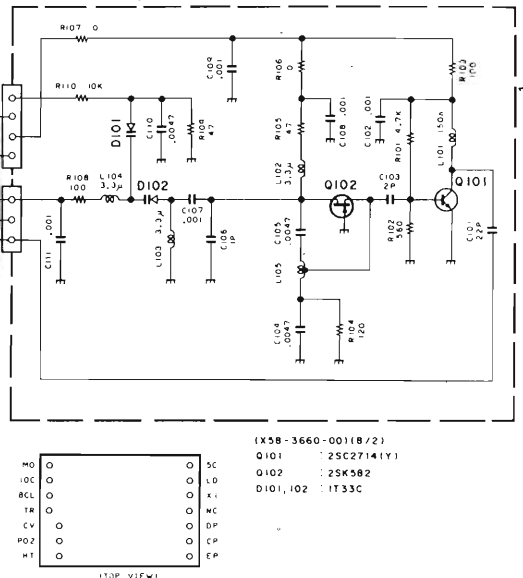 R107 0
R110 10K
D101
C110 .0047
R109 47
C109 .001
R106 0
R105 47
C108 .001
C102 .001
R101 4.7K
R103 100
L101 150n
R108 100
L104 3.3μ
D102
C107 .001
L102 3.3μ
Q102
C103 2P
Q101
C111 .001
L103 3.3μ
C106 1P
C105 .0047
R102 560
C101 22P
L105
C104 .0047
R104 120
(X58-3660-00)(B/2)
Q101 : 2SC2714(Y)
Q102 : 2SK582
D101,102 : 1T33C
MO SC
IOC LD
8CL X1
TR NC
CV DP
PO2 CP
HT EP
(TOP VIEW)